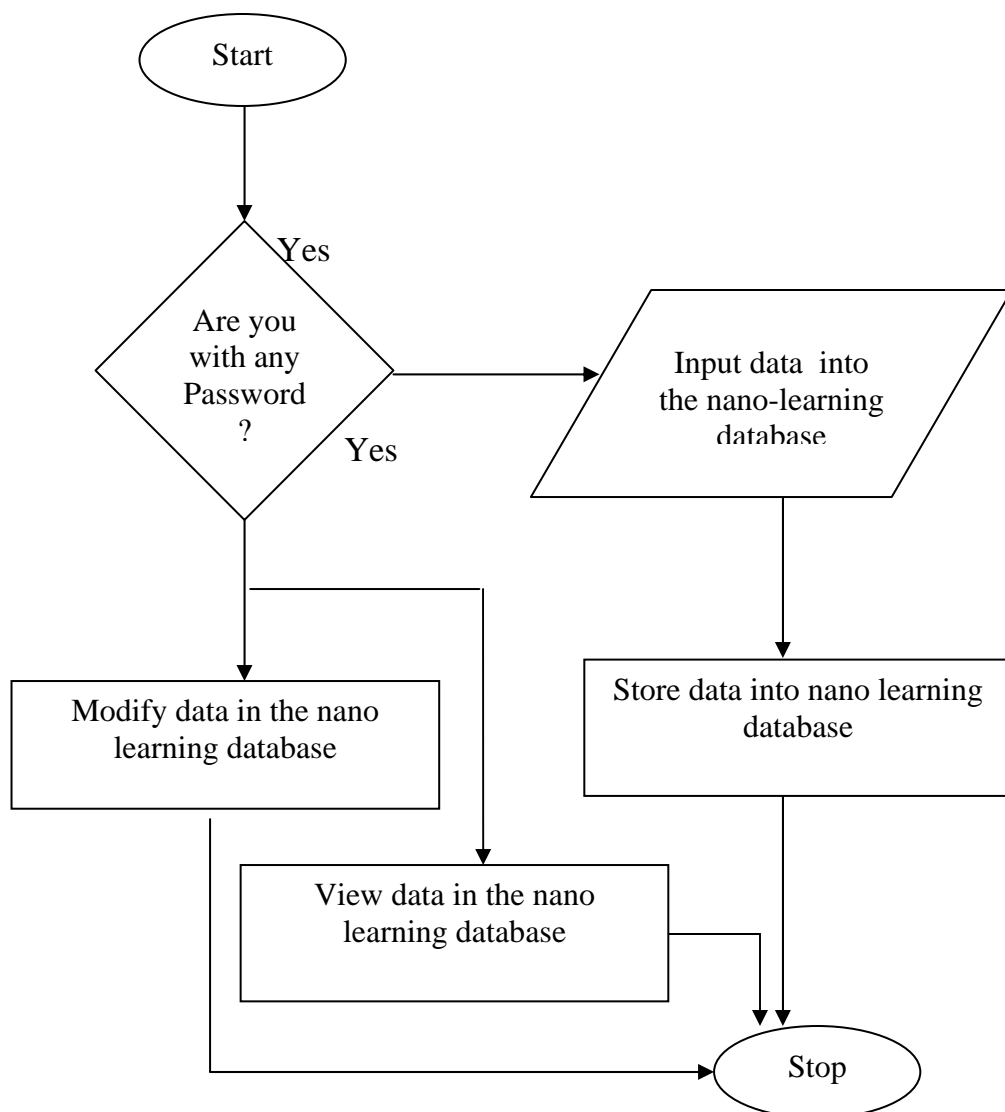 Start
Yes
Are you
with any
Password
?
Yes
Input data into
the nano-learning
database
Modify data in the nano
learning database
Store data into nano learning
database
View data in the nano
learning database
Stop